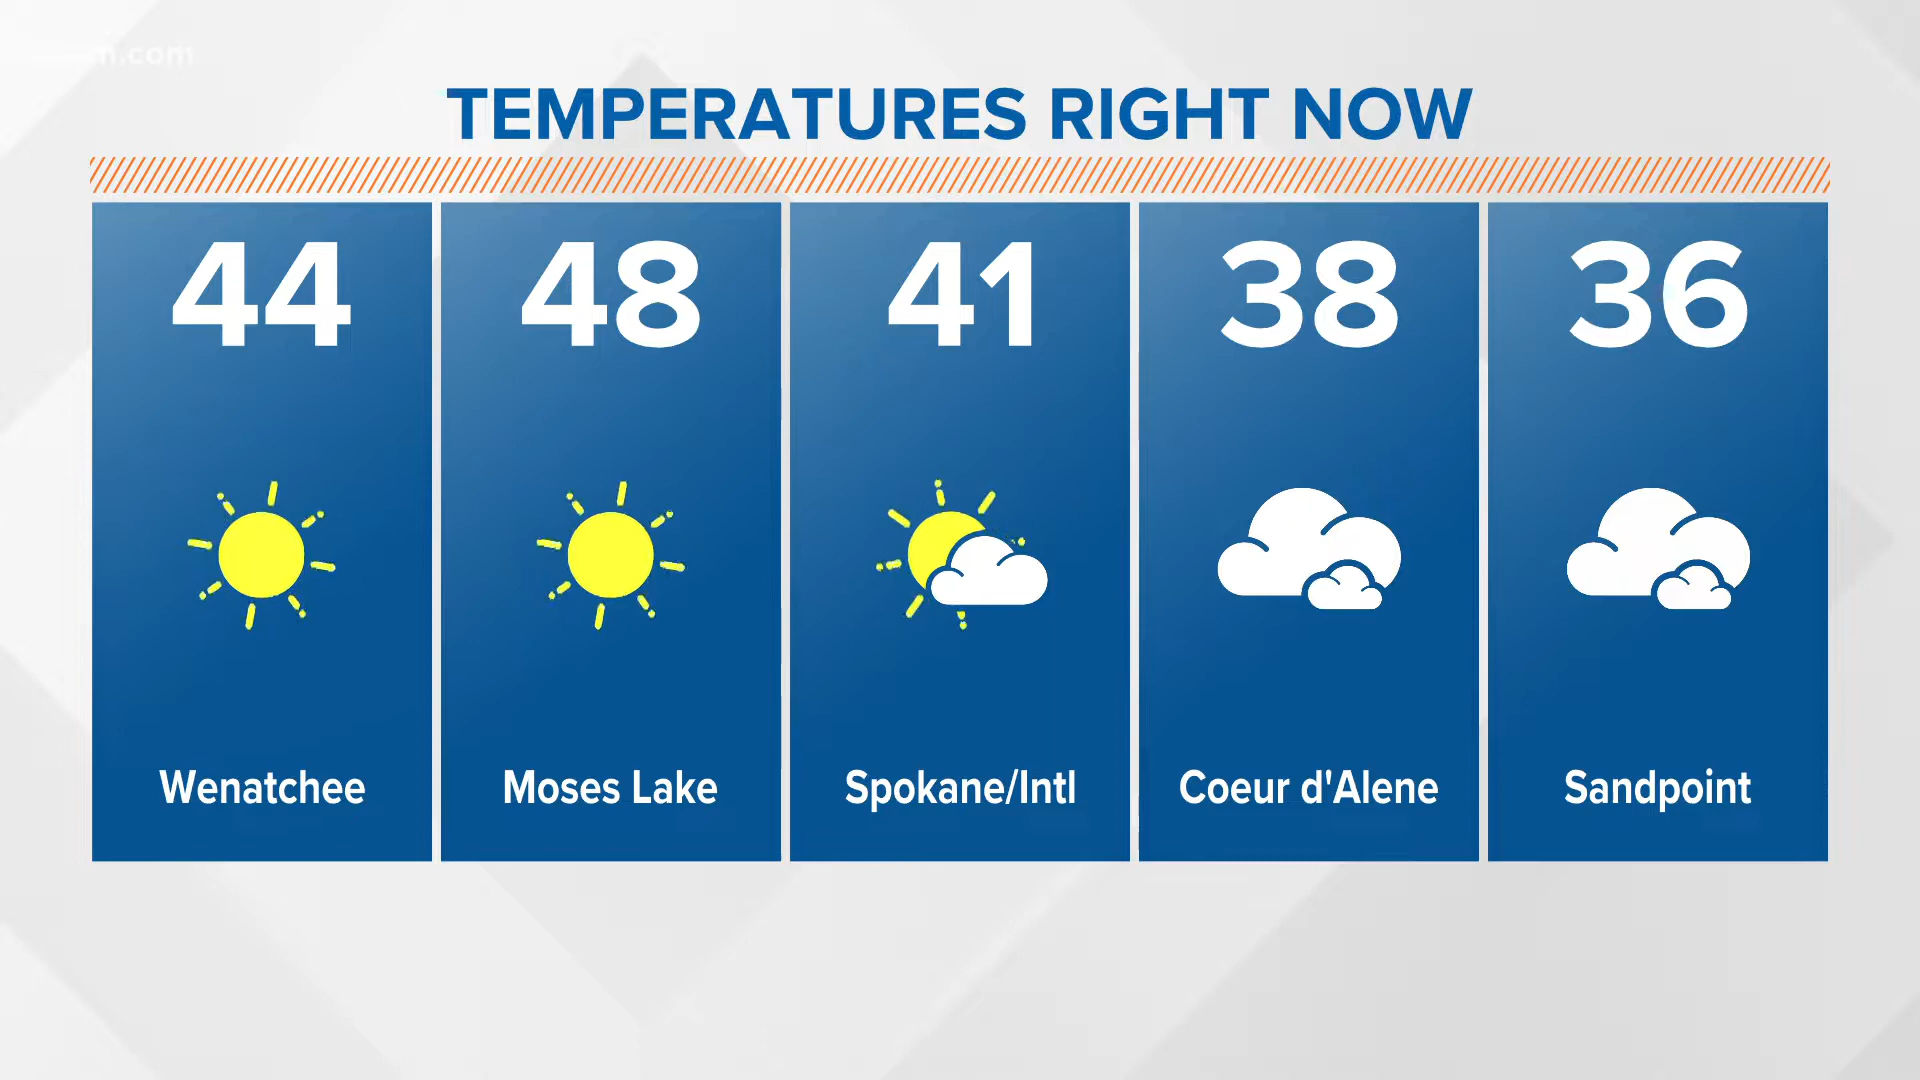 TEMPERATURES RIGHT NOW
44 48 41 38 36
Wenatchee Moses Lake Spokane/Intl Coeur d'Alene Sandpoint